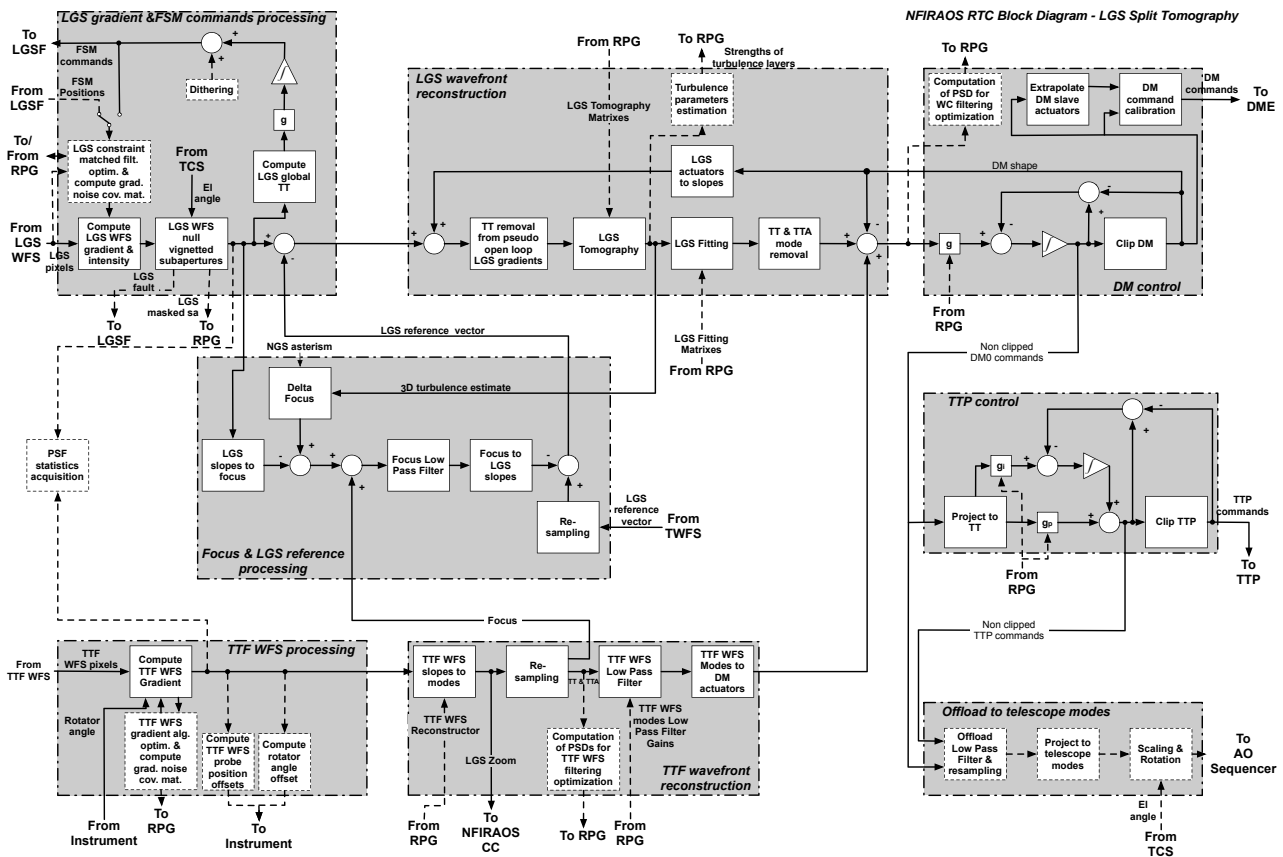 LGS gradient &FSM commands processing
NFIRAOS RTC Block Diagram - LGS Split Tomography
To
LGSF
FSM
commands
FSM
Positions
From
LGSF
To/
From
RPG
From
LGS
WFS
LGS
pixels
+
+
Dithering
g
Compute
LGS global
TT
LGS constraint
matched filt.
optim. &
compute grad.
noise cov. mat.
From
TCS
El
angle
Compute
LGS WFS
gradient &
intensity
LGS WFS
null
vignetted
subapertures
+
-
LGS
fault
LGS
masked sa
To
LGSF
To
RPG
LGS wavefront
reconstruction
From RPG
LGS Tomography
Matrixes
To RPG
Strengths of
turbulence layers
Turbulence
parameters
estimation
LGS
actuators
to slopes
+
+
TT removal
from pseudo
open loop
LGS gradients
LGS
Tomography
LGS Fitting
TT & TTA
mode
removal
+
-
+
LGS Fitting
Matrixes
From RPG
To RPG
Computation
of PSD for
WC filtering
optimization
Extrapolate
DM slave
actuators
DM
command
calibration
DM
commands
To
DME
DM shape
-
-
+
g
+
Clip DM
DM control
From
RPG
Non clipped
DM0 commands
LGS reference vector
NGS asterism
Delta
Focus
3D turbulence estimate
LGS
slopes to
focus
-
+
+
+
Focus Low
Pass Filter
Focus to
LGS
slopes
-
+
Re-
sampling
LGS
reference
vector
From
TWFS
Focus & LGS reference
processing
PSF
statistics
acquisition
TTP control
-
-
+
gi
+
Project to
TT
gp
+
+
Clip TTP
TTP
commands
From
RPG
To
TTP
Focus
Non clipped
TTP commands
TTF WFS processing
From
TTF WFS
TTF
WFS pixels
Compute
TTF WFS
Gradient
Rotator
angle
TTF WFS
gradient alg.
optim. &
compute
grad. noise
cov. mat.
Compute
TTF WFS
probe
position
offsets
Compute
rotator
angle
offset
From
Instrument
To
RPG
To
Instrument
TTF WFS
slopes to
modes
Re-
sampling
TT & TTA
TTF WFS
Low Pass
Filter
TTF WFS
Modes to
DM
actuators
TTF WFS
Reconstructor
LGS Zoom
Computation
of PSDs for
TTF WFS
filtering
optimization
TTF WFS
modes Low
Pass Filter
Gains
TTF wavefront
reconstruction
From
RPG
To
NFIRAOS
CC
To RPG
From
RPG
Offload to telescope modes
Offload
Low Pass
Filter &
resampling
Project to
telescope
modes
Scaling &
Rotation
To
AO
Sequencer
El
angle
From
TCS